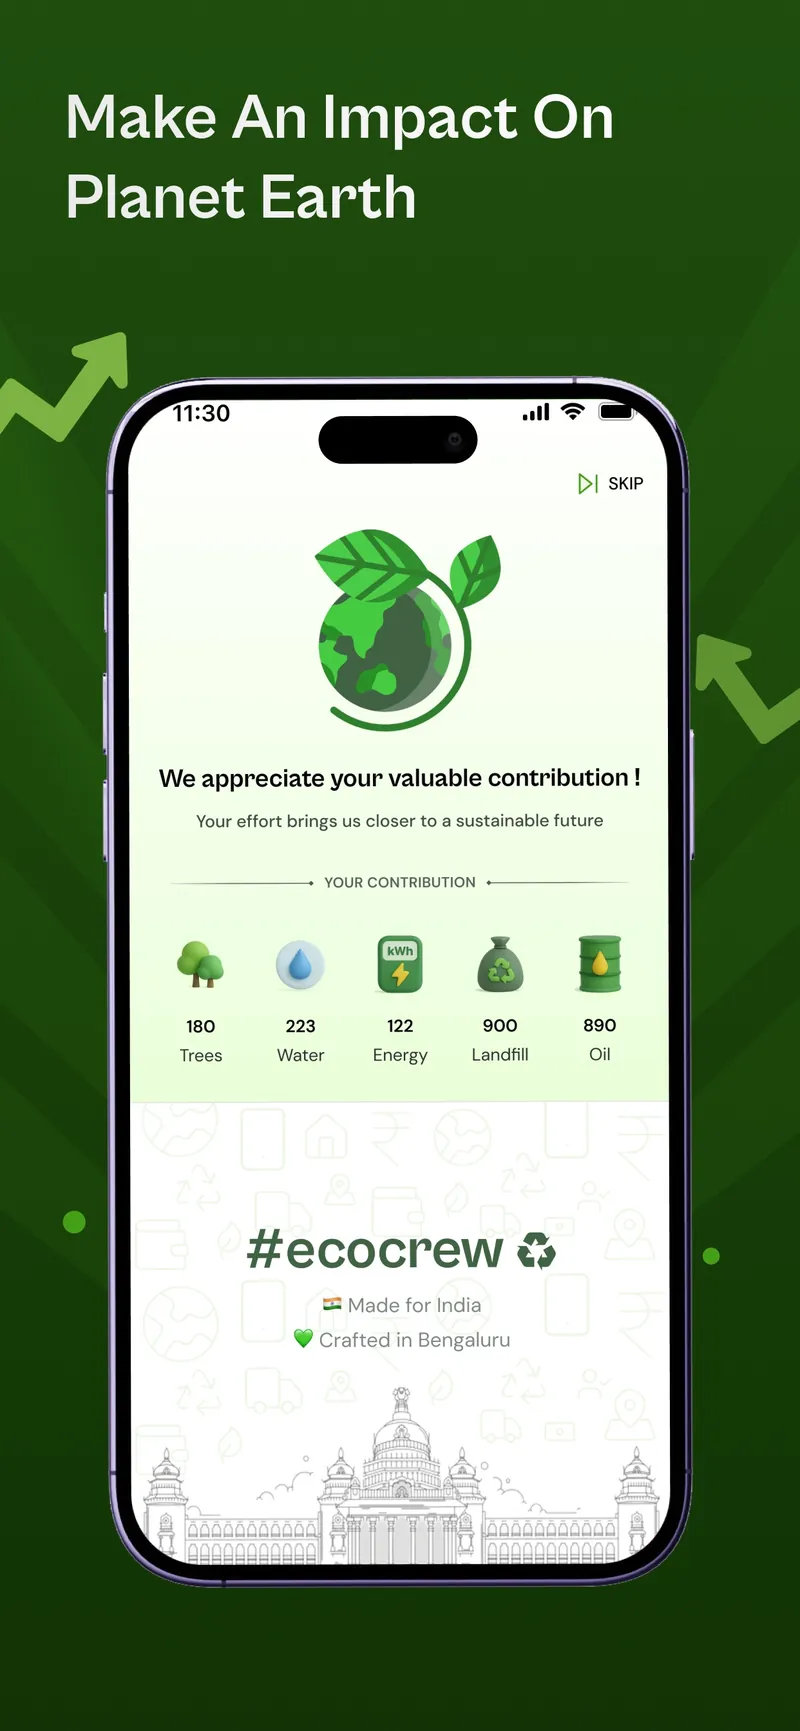 Make An Impact On
Planet Earth
11:30
SKIP
We appreciate your valuable contribution !
Your effort brings us closer to a sustainable future
YOUR CONTRIBUTION
kWh
180 223 122 900 890
Trees Water Energy Landfill Oil
#ecocrew ♻
🇮🇳 Made for India
💚 Crafted in Bengaluru